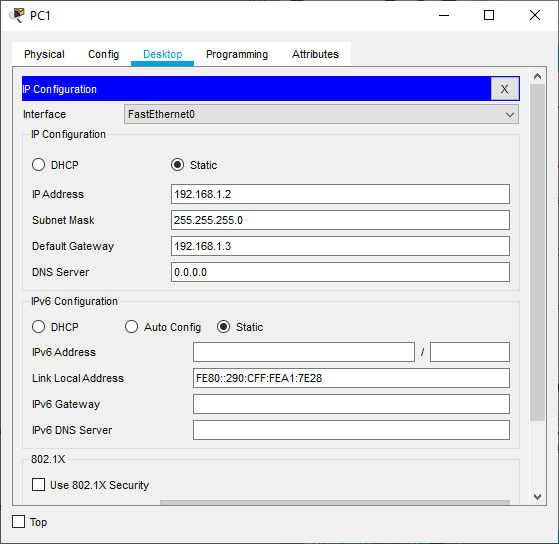 PC1
Physical Config Desktop Programming Attributes
IP Configuration X
Interface FastEthernet0
IP Configuration
DHCP Static
IP Address 192.168.1.2
Subnet Mask 255.255.255.0
Default Gateway 192.168.1.3
DNS Server 0.0.0.0
IPv6 Configuration
DHCP Auto Config Static
IPv6 Address /
Link Local Address FE80::290:CFF:FEA1:7E28
IPv6 Gateway
IPv6 DNS Server
802.1X
Use 802.1X Security
Top